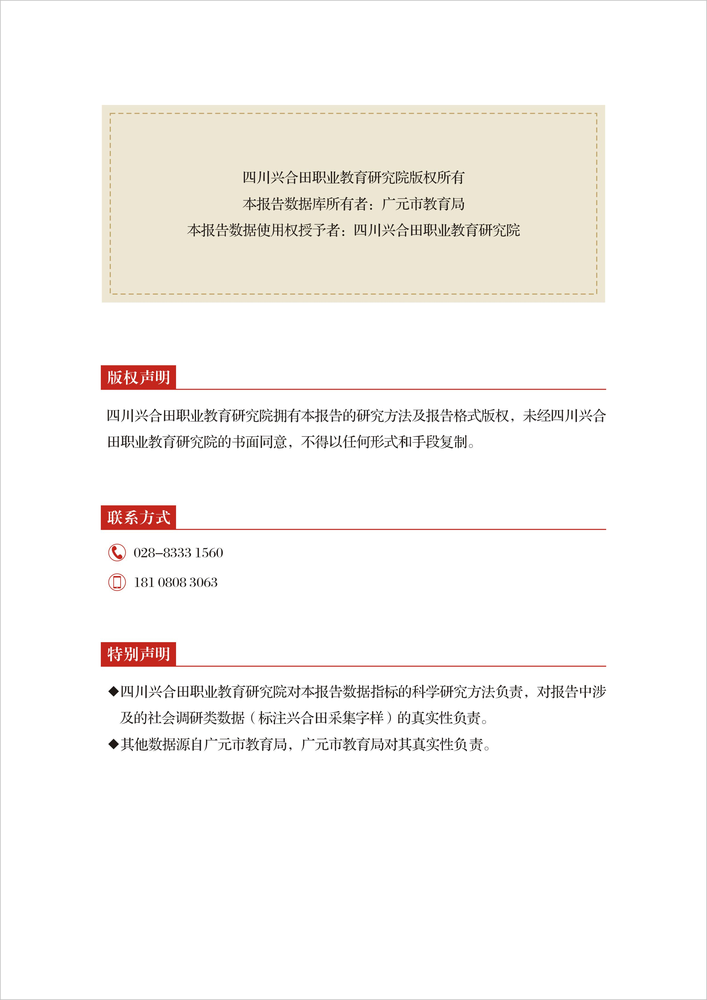 四川兴合田职业教育研究院版权所有
本报告数据库所有者：广元市教育局
本报告数据使用权授予者：四川兴合田职业教育研究院
版权声明
四川兴合田职业教育研究院拥有本报告的研究方法及报告格式版权，未经四川兴合
田职业教育研究院的书面同意，不得以任何形式和手段复制。
联系方式
028-8333 1560
181 0808 3063
特别声明
◆四川兴合田职业教育研究院对本报告数据指标的科学研究方法负责，对报告中涉
及的社会调研类数据（标注兴合田采集字样）的真实性负责。
◆其他数据源自广元市教育局，广元市教育局对其真实性负责。